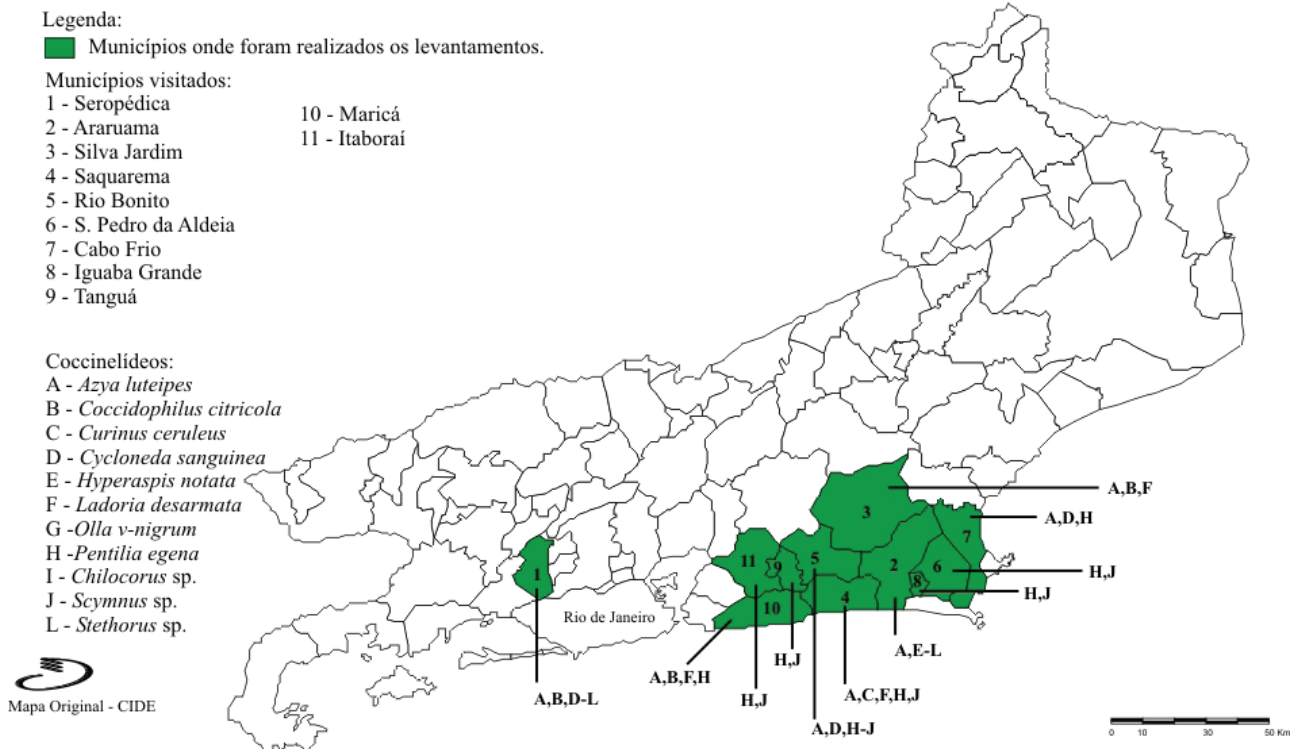 Legenda:
Municípios onde foram realizados os levantamentos.
Municípios visitados:
1 - Seropédica
2 - Araruama
3 - Silva Jardim
4 - Saquarema
5 - Rio Bonito
6 - S. Pedro da Aldeia
7 - Cabo Frio
8 - Iguaba Grande
9 - Tanguá
10 - Maricá
11 - Itaboraí
Coccinelídeos:
A - Azya luteipes
B - Coccidophilus citricola
C - Curinus ceruleus
D - Cycloneda sanguinea
E - Hyperaspis notata
F - Ladoria desarmata
G - Olla v-nigrum
H -Pentilia egena
I - Chilocorus sp.
J - Scymnus sp.
L - Stethorus sp.
Mapa Original - CIDE
A,B,F
3
A,D,H
7
11
9
5
2
6
H,J
1
8
H,J
4
10
Rio de Janeiro
A,E-L
H,J
A,B,F,H
A,B,D-L
H,J
A,C,F,H,J
A,D,H-J
0 10 30 30 50 Km